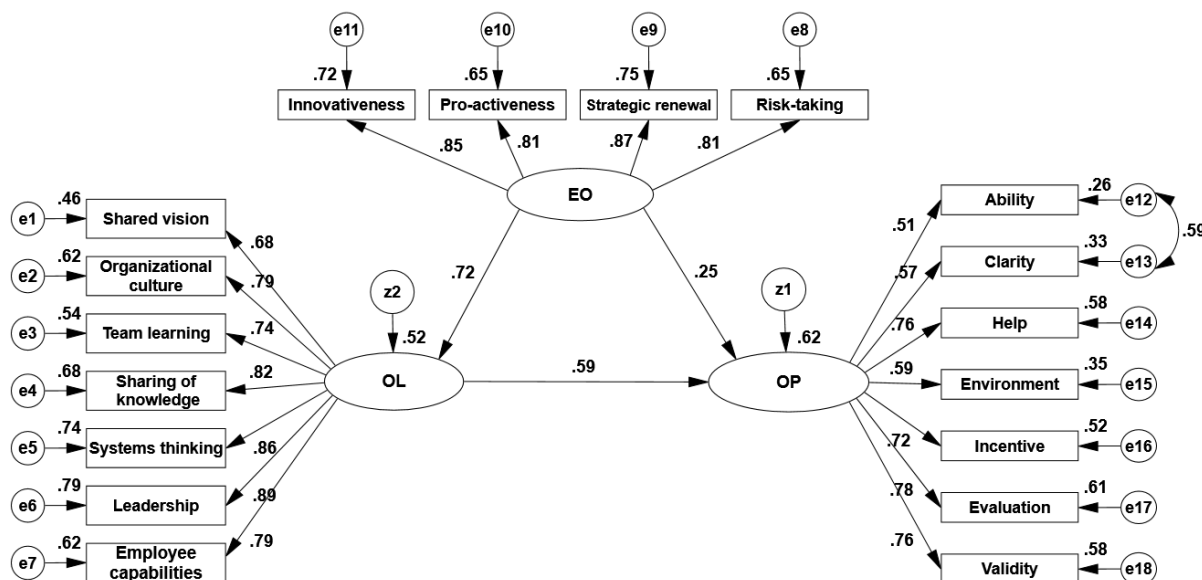 e11
e10
e9
e8
.72
.65
.75
.65
Innovativeness
Pro-activeness
Strategic renewal
Risk-taking
.85
.81
.87
.81
EO
.46
e1
Shared vision
.68
.62
e2
Organizational
culture
.79
.54
e3
Team learning
.74
.68
e4
Sharing of
knowledge
.82
.74
e5
Systems thinking
.86
.79
e6
Leadership
.89
.62
e7
Employee
capabilities
.79
.72
.25
z2
.52
OL
.59
z1
.62
OP
.51
Ability
.26
e12
.59
.57
Clarity
.33
e13
.76
Help
.58
e14
.59
Environment
.35
e15
.72
Incentive
.52
e16
.78
Evaluation
.61
e17
.76
Validity
.58
e18